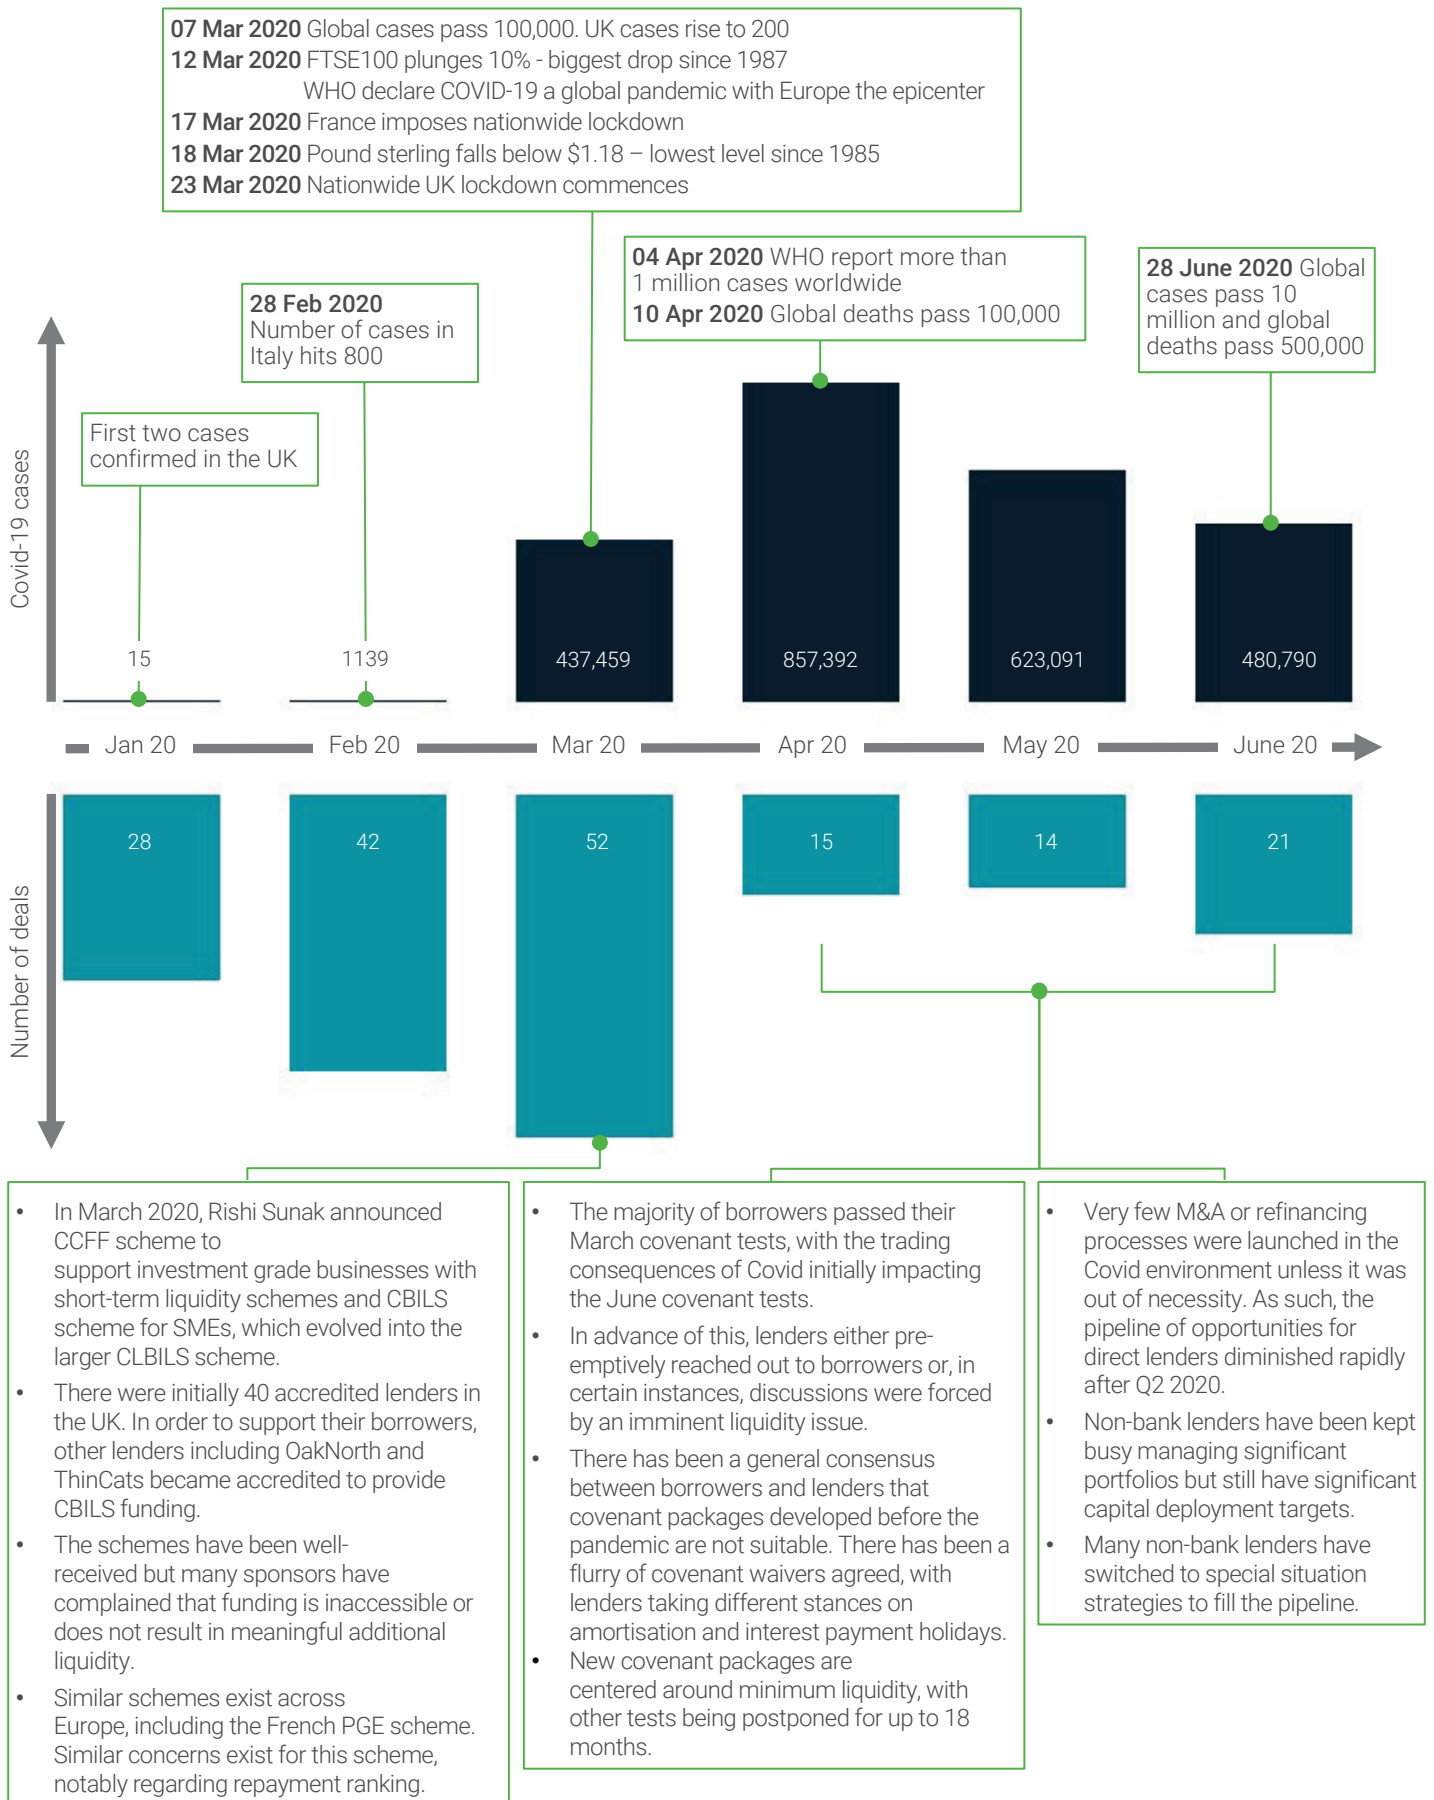 07 Mar 2020 Global cases pass 100,000. UK cases rise to 200
12 Mar 2020 FTSE100 plunges 10% - biggest drop since 1987
WHO declare COVID-19 a global pandemic with Europe the epicenter
17 Mar 2020 France imposes nationwide lockdown
18 Mar 2020 Pound sterling falls below $1.18 – lowest level since 1985
23 Mar 2020 Nationwide UK lockdown commences
04 Apr 2020 WHO report more than
1 million cases worldwide
10 Apr 2020 Global deaths pass 100,000
28 June 2020 Global
cases pass 10
million and global
deaths pass 500,000
28 Feb 2020
Number of cases in
Italy hits 800
First two cases
confirmed in the UK
Covid-19 cases
15
1139
437,459
857,392
623,091
480,790
Jan 20
Feb 20
Mar 20
Apr 20
May 20
June 20
Number of deals
28
42
52
15
14
21
• In March 2020, Rishi Sunak announced
CCFF scheme to
support investment grade businesses with
short-term liquidity schemes and CBILS
scheme for SMEs, which evolved into the
larger CLBILS scheme.
• There were initially 40 accredited lenders in
the UK. In order to support their borrowers,
other lenders including OakNorth and
ThinCats became accredited to provide
CBILS funding.
• The schemes have been well-
received but many sponsors have
complained that funding is inaccessible or
does not result in meaningful additional
liquidity.
• Similar schemes exist across
Europe, including the French PGE scheme.
Similar concerns exist for this scheme,
notably regarding repayment ranking.
• The majority of borrowers passed their
March covenant tests, with the trading
consequences of Covid initially impacting
the June covenant tests.
• In advance of this, lenders either pre-
emptively reached out to borrowers or, in
certain instances, discussions were forced
by an imminent liquidity issue.
• There has been a general consensus
between borrowers and lenders that
covenant packages developed before the
pandemic are not suitable. There has been a
flurry of covenant waivers agreed, with
lenders taking different stances on
amortisation and interest payment holidays.
• New covenant packages are
centered around minimum liquidity, with
other tests being postponed for up to 18
months.
• Very few M&A or refinancing
processes were launched in the
Covid environment unless it was
out of necessity. As such, the
pipeline of opportunities for
direct lenders diminished rapidly
after Q2 2020.
• Non-bank lenders have been kept
busy managing significant
portfolios but still have significant
capital deployment targets.
• Many non-bank lenders have
switched to special situation
strategies to fill the pipeline.